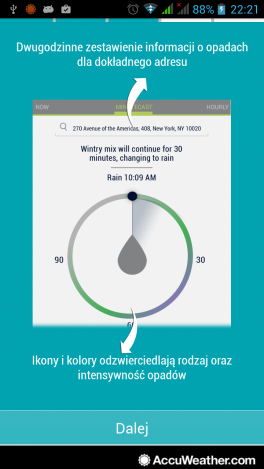 88% 22:21
Dwugodzinne zestawienie informacji o opadach
dla dokładnego adresu
NOW MINUTECAST HOURLY
270 Avenue of the Americas, 408, New York, NY 10020
Wintry mix will continue for 30
minutes, changing to rain
Rain 10:09 AM
90 30
Ikony i kolory odzwierciedlają rodzaj oraz
intensywność opadów
Dalej
AccuWeather.com